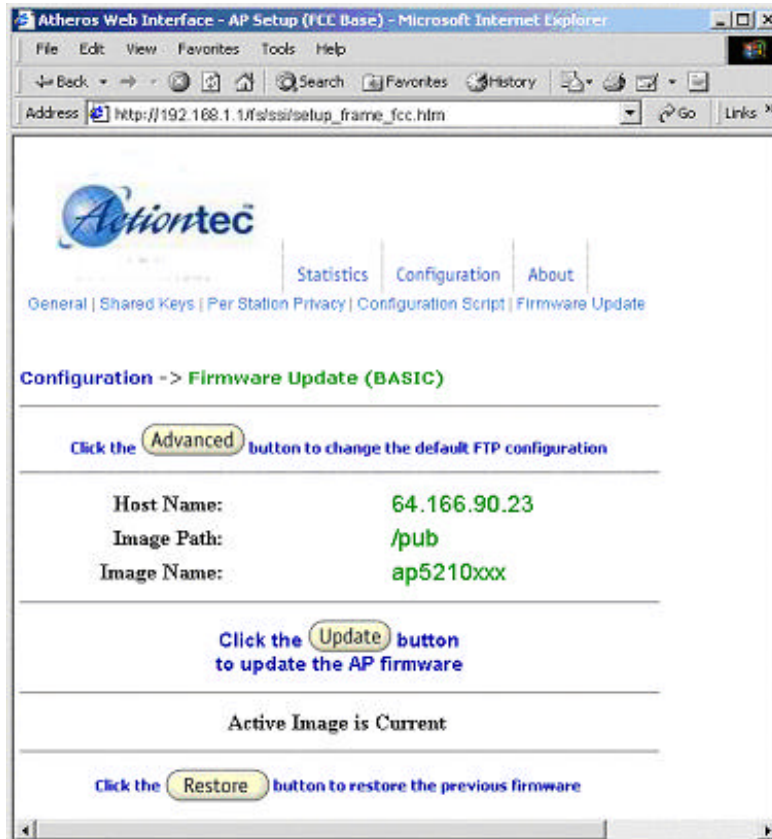 Atheros Web Interface - AP Setup (FCC Base) - Microsoft Internet Explorer
File Edit View Favorites Tools Help
Back Search Favorites History
Address http://192.168.1.1/fs/ssi/setup_frame_fcc.htm Go Links
Actiontec
Statistics Configuration About
General | Shared Keys | Per Station Privacy | Configuration Script | Firmware Update
Configuration -> Firmware Update (BASIC)
Click the Advanced button to change the default FTP configuration
Host Name: 64.166.90.23
Image Path: /pub
Image Name: ap5210xxx
Click the Update button
to update the AP firmware
Active Image is Current
Click the Restore button to restore the previous firmware